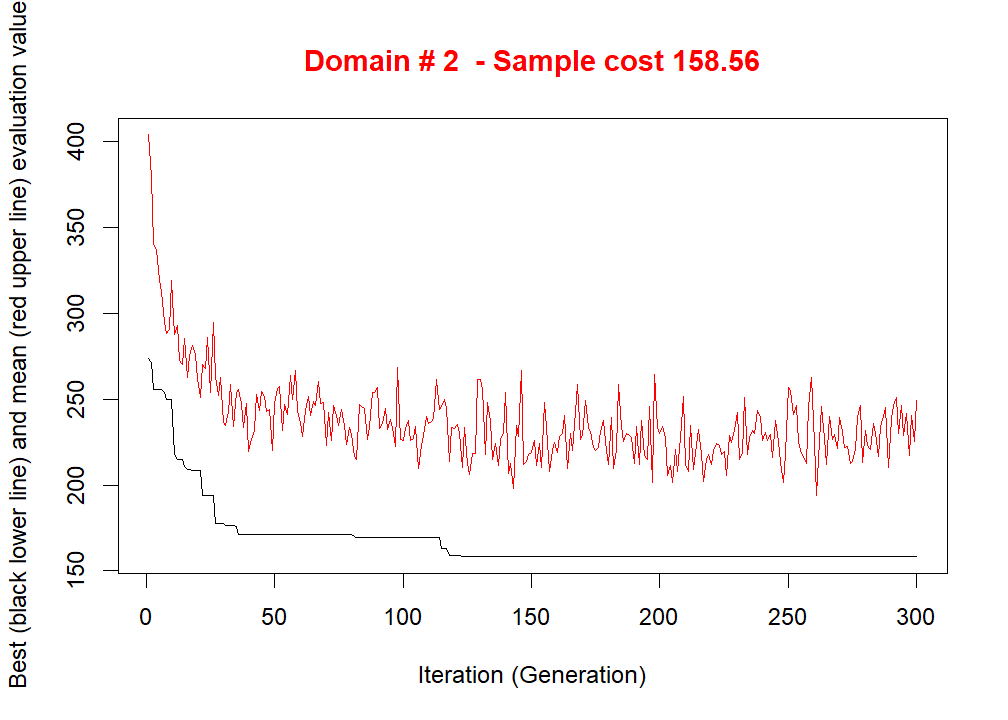 Domain # 2  - Sample cost 158.56
Best (black lower line) and mean (red upper line) evaluation value
400
350
300
250
200
150
0 50 100 150 200 250 300
Iteration (Generation)